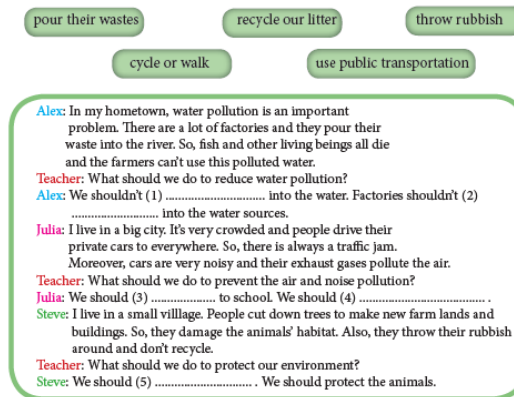 pour their wastes
recycle our litter
throw rubbish
cycle or walk
use public transportation
Alex: In my hometown, water pollution is an important
problem. There are a lot of factories and they pour their
waste into the river. So, fish and other living beings all die
and the farmers can't use this polluted water.
Teacher: What should we do to reduce water pollution?
Alex: We shouldn't (1) ................................ into the water. Factories shouldn't (2)
............................ into the water sources.
Julia: I live in a big city. It's very crowded and people drive their
private cars to everywhere. So, there is always a traffic jam.
Moreover, cars are very noisy and their exhaust gases pollute the air.
Teacher: What should we do to prevent the air and noise pollution?
Julia: We should (3) ..................... to school. We should (4) ........................................ .
Steve: I live in a small villlage. People cut down trees to make new farm lands and
buildings. So, they damage the animals' habitat. Also, they throw their rubbish
around and don't recycle.
Teacher: What should we do to protect our environment?
Steve: We should (5) ............................... . We should protect the animals.